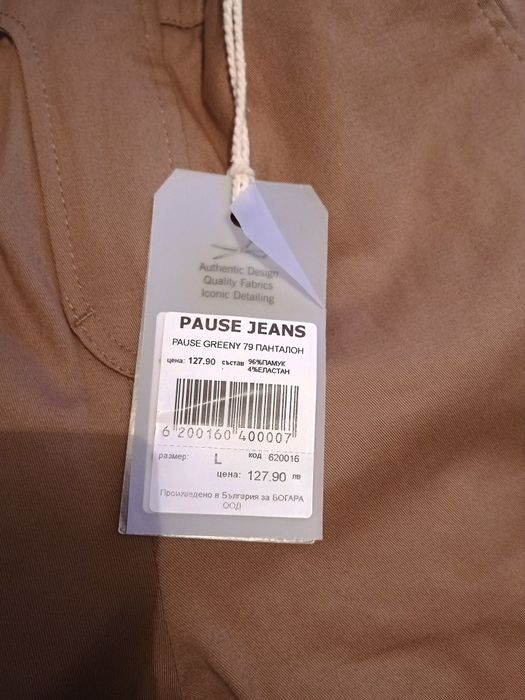 Authentic Design
Quality Fabrics
Iconic Detailing
PAUSE JEANS
PAUSE GREENY 79 ПАНТАЛОН
цена: 127.90 състав 96%ПАМУК
4%ЕЛАСТАН
6 200160 400007
размер: L код 620016
цена: 127.90 лв
Произведено в България за БОГАРА
ООД